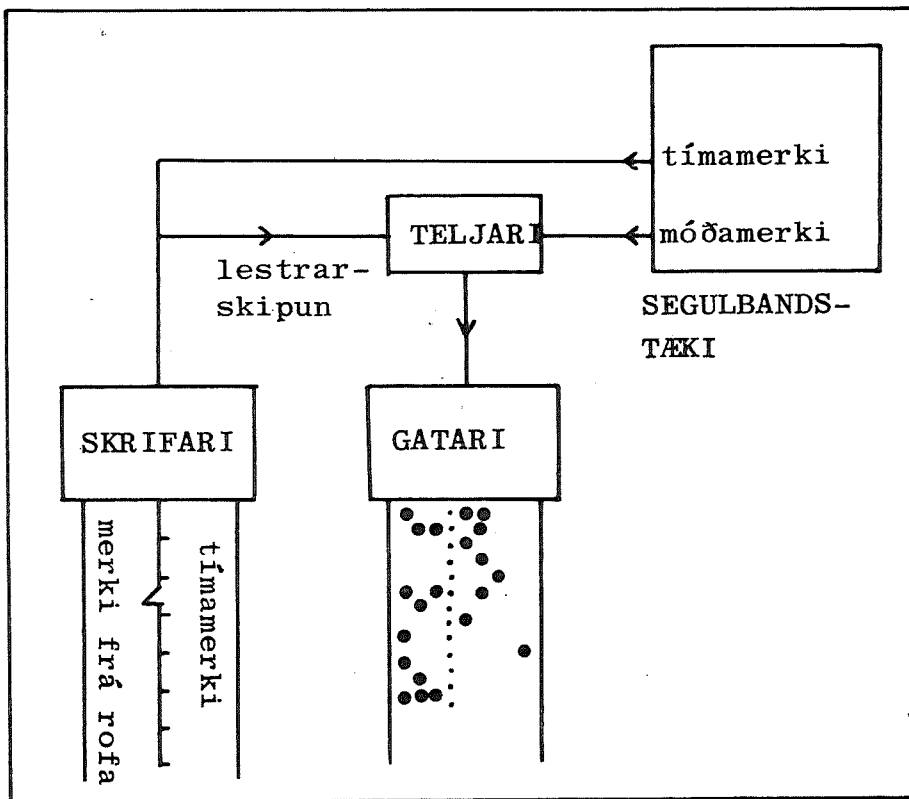 tímamerki
TELJARI
móðamerki
lestrar-
skipun
SEGULBANDS-
TÆKI
SKRIFARI
GATARI
merki frá rofa
tímamerki